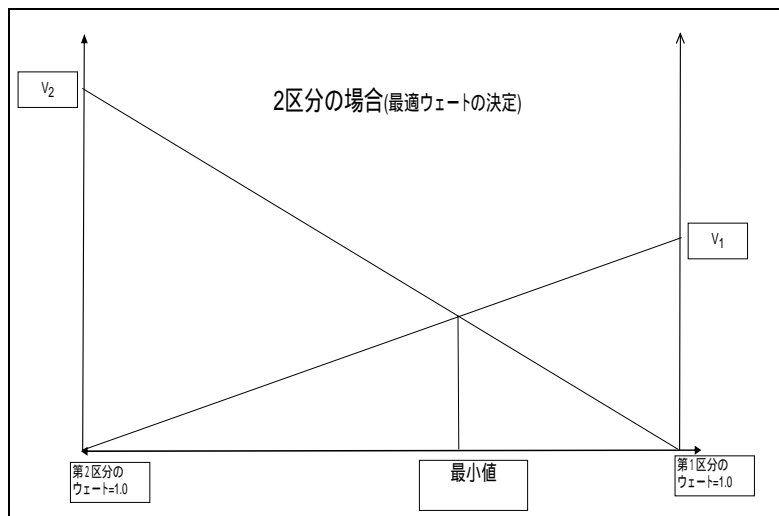 2区分の場合(最適ウェートの決定)
V2
V1
第2区分の
ウェート=1.0
最小値
第1区分の
ウェート=1.0